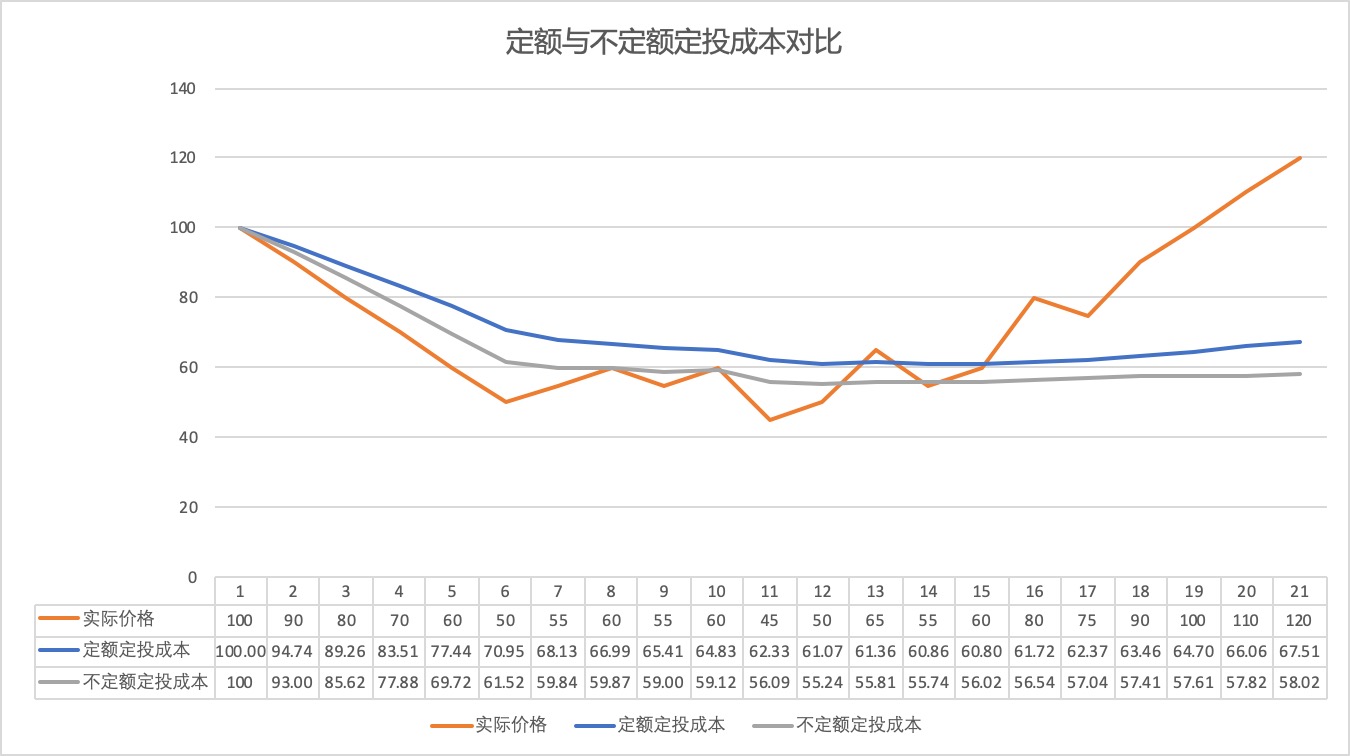 定额与不定额定投成本对比
140
120
100
80
60
40
20
0
1 2 3 4 5 6 7 8 9 10 11 12 13 14 15 16 17 18 19 20 21
实际价格 100 90 80 70 60 50 55 60 55 60 45 50 65 55 60 80 75 90 100 110 120
定额定投成本 100.00 94.74 89.26 83.51 77.44 70.95 68.13 66.99 65.41 64.83 62.33 61.07 61.36 60.86 60.80 61.72 62.37 63.46 64.70 66.06 67.51
不定额定投成本 100 93.00 85.62 77.88 69.72 61.52 59.84 59.87 59.00 59.12 56.09 55.24 55.81 55.74 56.02 56.54 57.04 57.41 57.61 57.82 58.02
实际价格 定额定投成本 不定额定投成本